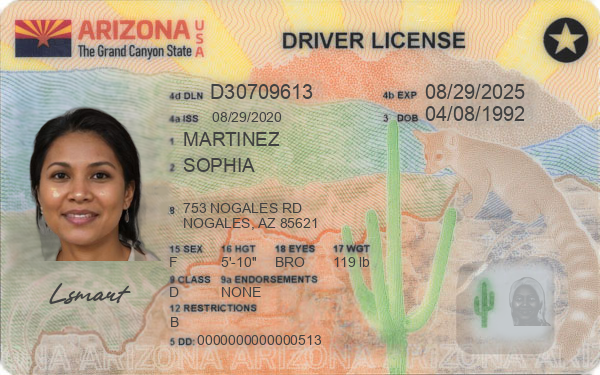 ARIZONA USA
The Grand Canyon State
DRIVER LICENSE
4d DLN D30709613 4b EXP 08/29/2025
4a ISS 08/29/2020 3 DOB 04/08/1992
1 MARTINEZ
2 SOPHIA
8 753 NOGALES RD
NOGALES, AZ 85621
15 SEX 16 HGT 18 EYES 17 WGT
F 5'-10" BRO 119 lb
9 CLASS 9a ENDORSEMENTS
D NONE
12 RESTRICTIONS
B
Lsmart
5 DD: 0000000000000513
ARIZONA ARIZONA ARIZONA ARIZONA